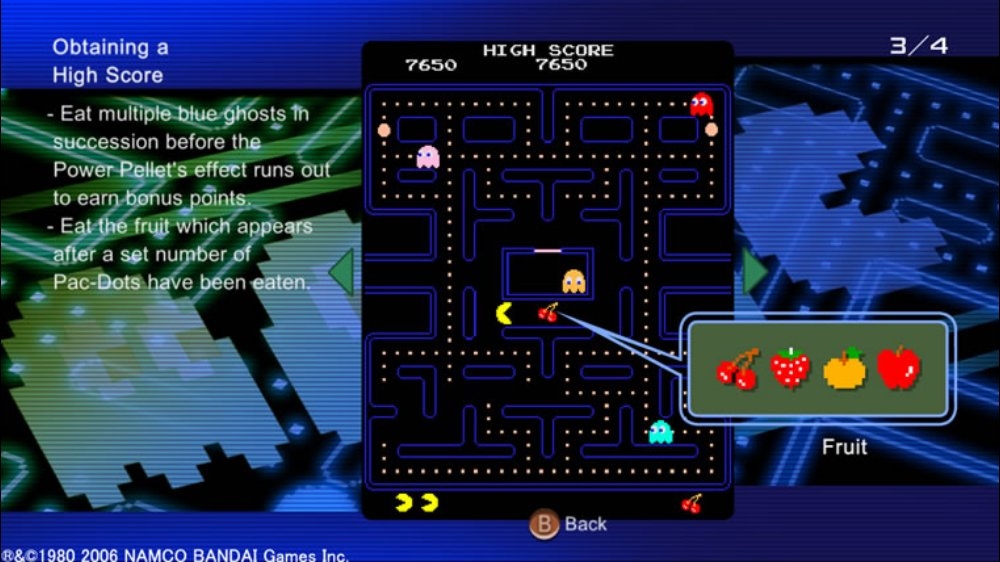 Obtaining a
High Score
3/4
- Eat multiple blue ghosts in
succession before the
Power Pellet's effect runs out
to earn bonus points.
- Eat the fruit which appears
after a set number of
Pac-Dots have been eaten.
HIGH SCORE
7650 7650
Fruit
B Back
®&©1980 2006 NAMCO BANDAI Games Inc.